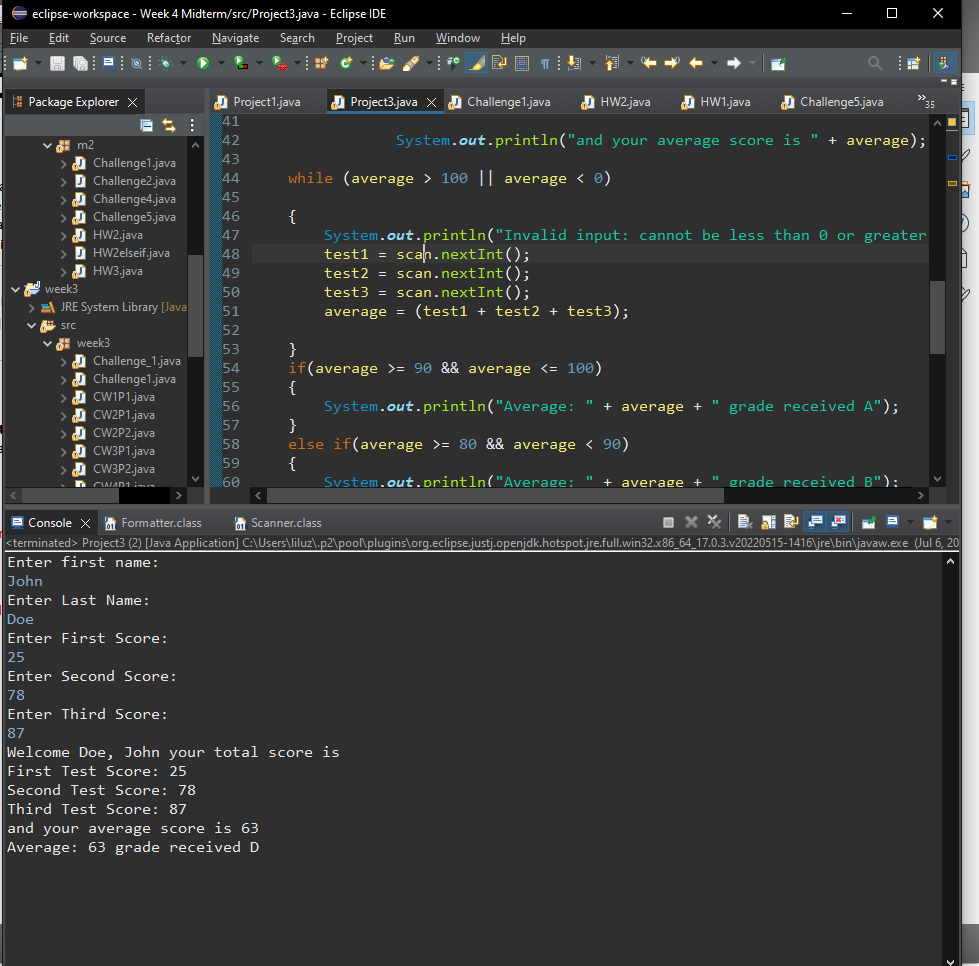 eclipse-workspace - Week 4 Midterm/src/Project3.java - Eclipse IDE
File Edit Source Refactor Navigate Search Project Run Window Help
Package Explorer
Project1.java Project3.java Challenge1.java HW2.java HW1.java Challenge5.java »35
m2
Challenge1.java
Challenge2.java
Challenge4.java
Challenge5.java
HW2.java
HW2elseif.java
HW3.java
week3
JRE System Library [Java
src
week3
Challenge_1.java
Challenge1.java
CW1P1.java
CW2P1.java
CW2P2.java
CW3P1.java
CW3P2.java
CW4P1.java
41
42 System.out.println("and your average score is " + average);
43
44 while (average > 100 || average < 0)
45
46 {
47 System.out.println("Invalid input: cannot be less than 0 or greater
48 test1 = scan.nextInt();
49 test2 = scan.nextInt();
50 test3 = scan.nextInt();
51 average = (test1 + test2 + test3);
52
53 }
54 if(average >= 90 && average <= 100)
55 {
56 System.out.println("Average: " + average + " grade received A");
57 }
58 else if(average >= 80 && average < 90)
59 {
60 System.out.println("Average: " + average + " grade received B");
Console Formatter.class Scanner.class
<terminated> Project3 (2) [Java Application] C:\Users\liluz\.p2\pool\plugins\org.eclipse.justj.openjdk.hotspot.jre.full.win32.x86_64_17.0.3.v20220515-1416\jre\bin\javaw.exe (Jul 6, 20
Enter first name:
John
Enter Last Name:
Doe
Enter First Score:
25
Enter Second Score:
78
Enter Third Score:
87
Welcome Doe, John your total score is
First Test Score: 25
Second Test Score: 78
Third Test Score: 87
and your average score is 63
Average: 63 grade received D